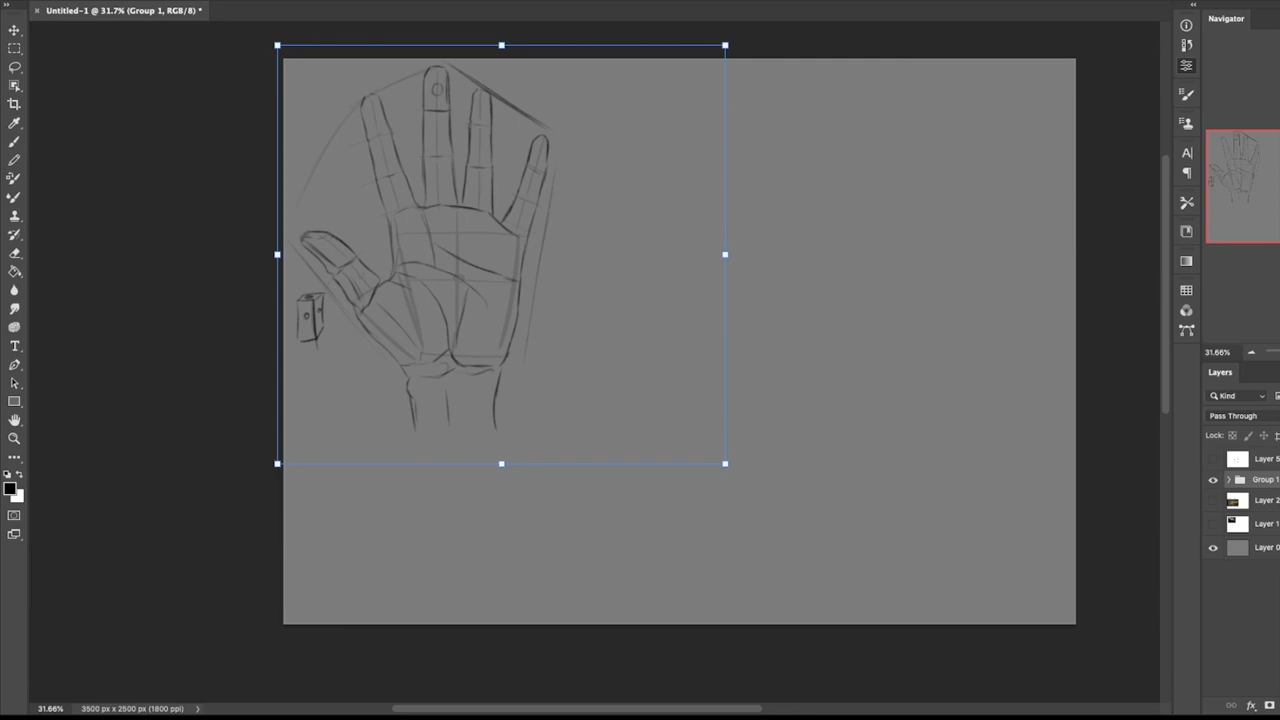 Untitled-1 @ 31.7% (Group 1, RGB/8) *
Navigator
31.66%
Layers
Kind
Pass Through
Lock:
Layer 5
Group 1
Layer 2
Layer 1
Layer 0
31.66%
3500 px x 2500 px (1800 ppi)